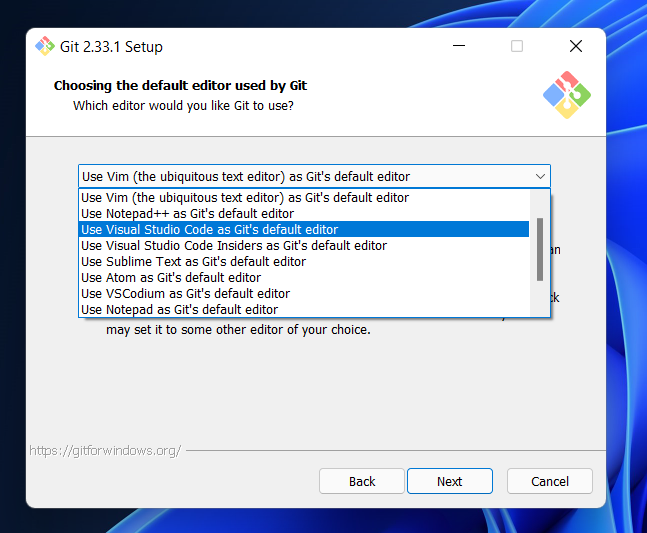 Git 2.33.1 Setup
Choosing the default editor used by Git
Which editor would you like Git to use?
Use Vim (the ubiquitous text editor) as Git's default editor
Use Vim (the ubiquitous text editor) as Git's default editor
Use Notepad++ as Git's default editor
Use Visual Studio Code as Git's default editor
Use Visual Studio Code Insiders as Git's default editor
an
Use Sublime Text as Git's default editor
Use Atom as Git's default editor
Use VSCodium as Git's default editor
Use Notepad as Git's default editor
may set it to some other editor of your choice.
https://gitforwindows.org/
Back
Next
Cancel